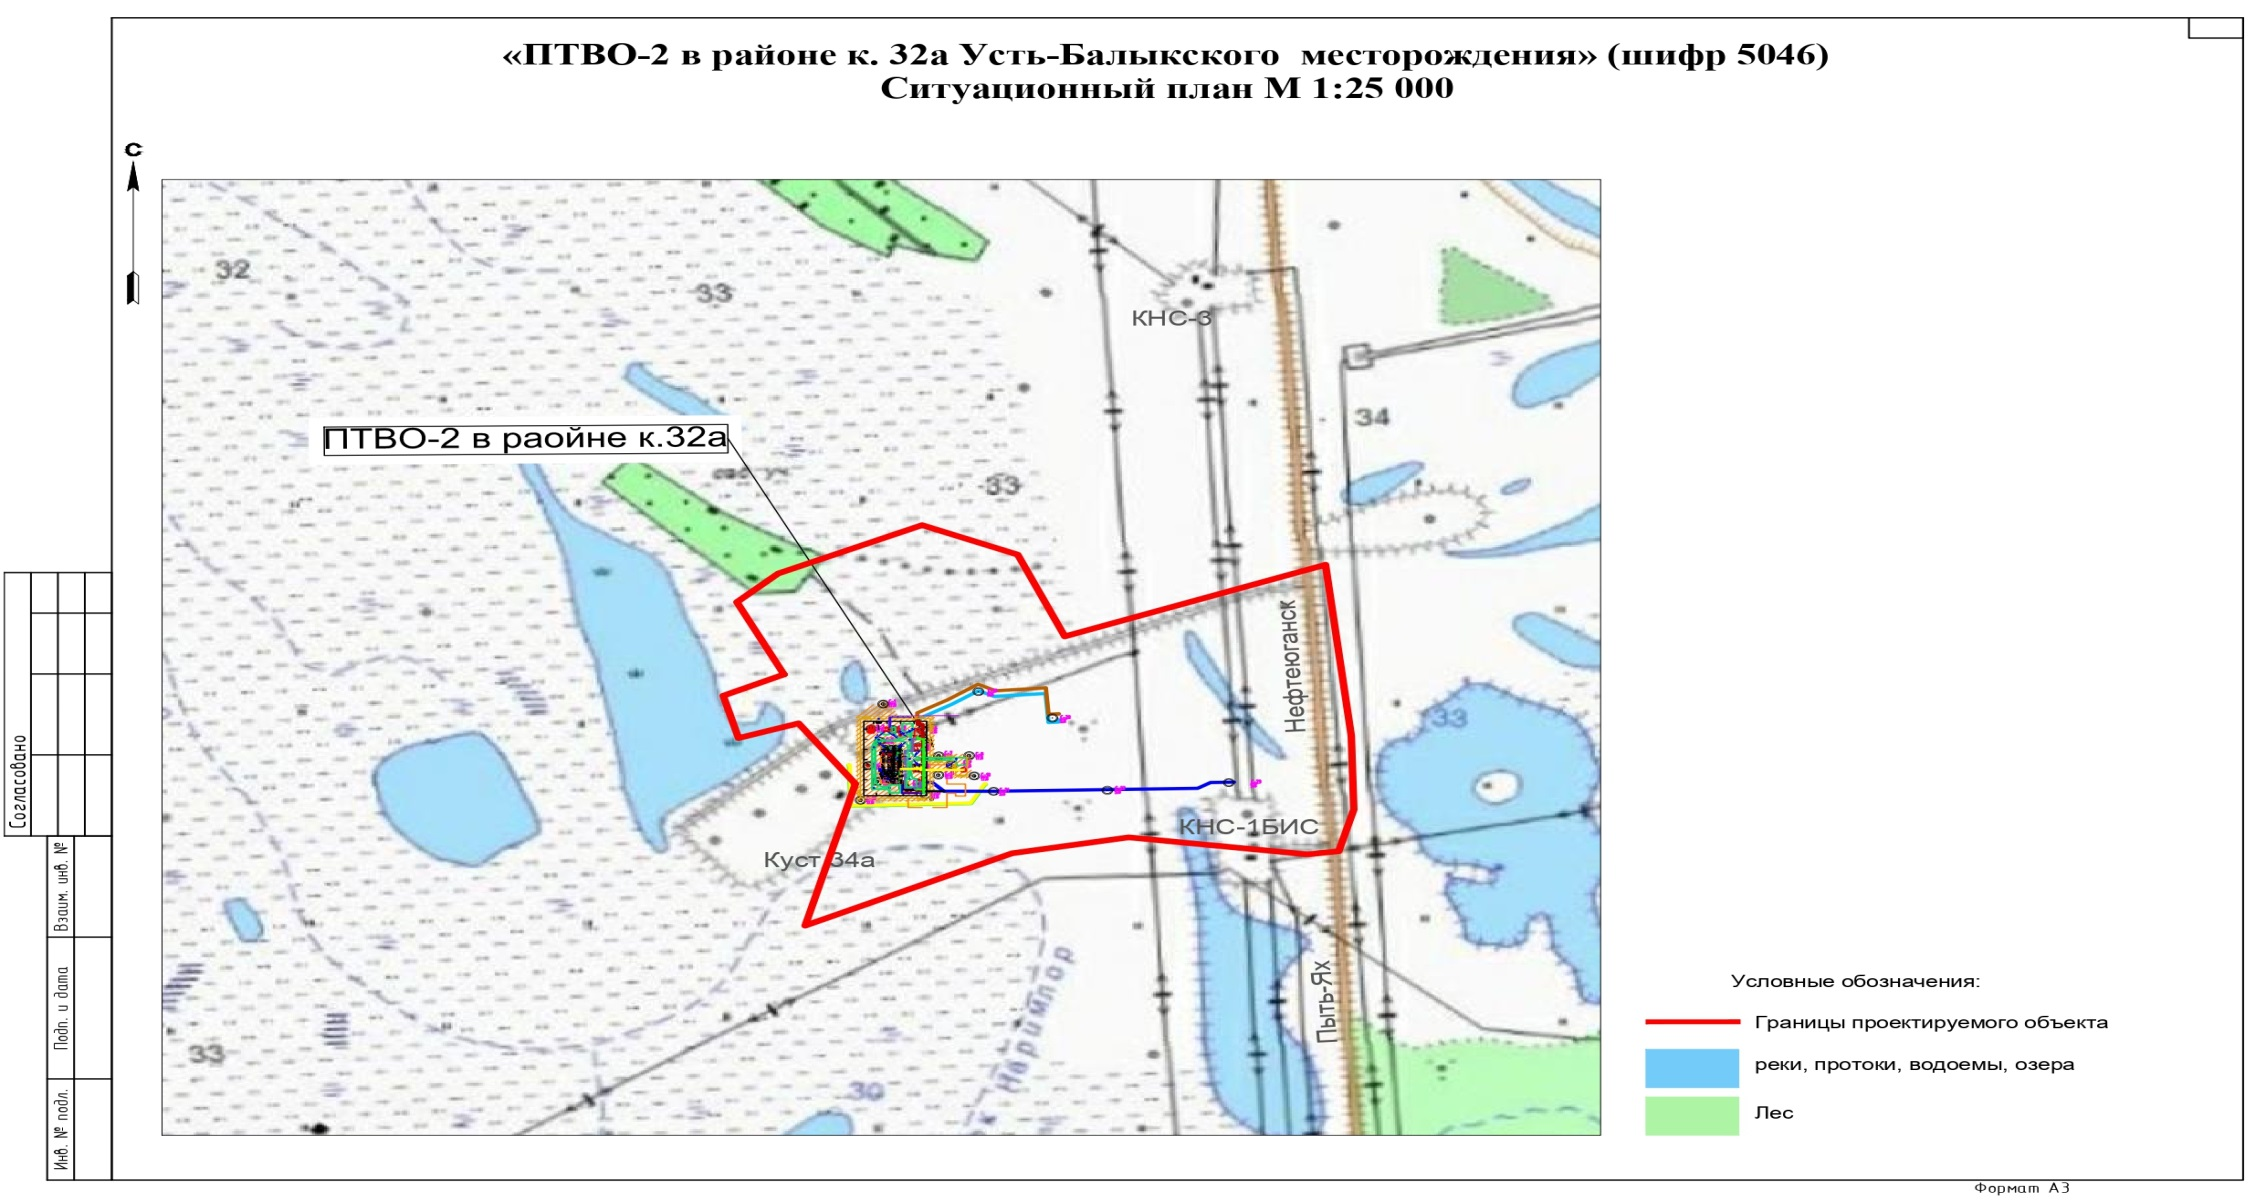 «ПТВО-2 в районе к. 32а Усть-Балыкского месторождения» (шифр 5046)
Ситуационный план М 1:25 000
С
32
33
КНС-3
34
ПТВО-2 в раойне к.32а
33
Нефтеюганск
33
КНС-1БИС
Куст 34а
Пыть-Ях
33
30
Согласовано
Взаим. инв. №
Подп. и дата
Инв. № подл.
Условные обозначения:
Границы проектируемого объекта
реки, протоки, водоемы, озера
Лес
Формат А3